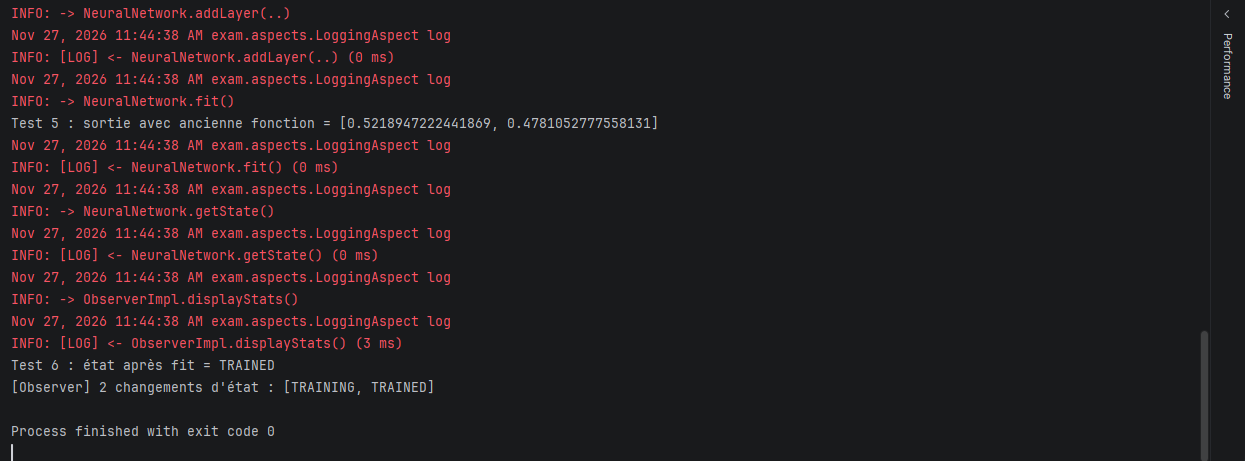 INFO: -> NeuralNetwork.addLayer(..)
Nov 27, 2026 11:44:38 AM exam.aspects.LoggingAspect log
INFO: [LOG] <- NeuralNetwork.addLayer(..) (0 ms)
Nov 27, 2026 11:44:38 AM exam.aspects.LoggingAspect log
INFO: -> NeuralNetwork.fit()
Test 5 : sortie avec ancienne fonction = [0.5218947222441869, 0.4781052777558131]
Nov 27, 2026 11:44:38 AM exam.aspects.LoggingAspect log
INFO: [LOG] <- NeuralNetwork.fit() (0 ms)
Nov 27, 2026 11:44:38 AM exam.aspects.LoggingAspect log
INFO: -> NeuralNetwork.getState()
Nov 27, 2026 11:44:38 AM exam.aspects.LoggingAspect log
INFO: [LOG] <- NeuralNetwork.getState() (0 ms)
Nov 27, 2026 11:44:38 AM exam.aspects.LoggingAspect log
INFO: -> ObserverImpl.displayStats()
Nov 27, 2026 11:44:38 AM exam.aspects.LoggingAspect log
INFO: [LOG] <- ObserverImpl.displayStats() (3 ms)
Test 6 : état après fit = TRAINED
[Observer] 2 changements d'état : [TRAINING, TRAINED]
Process finished with exit code 0
Performance